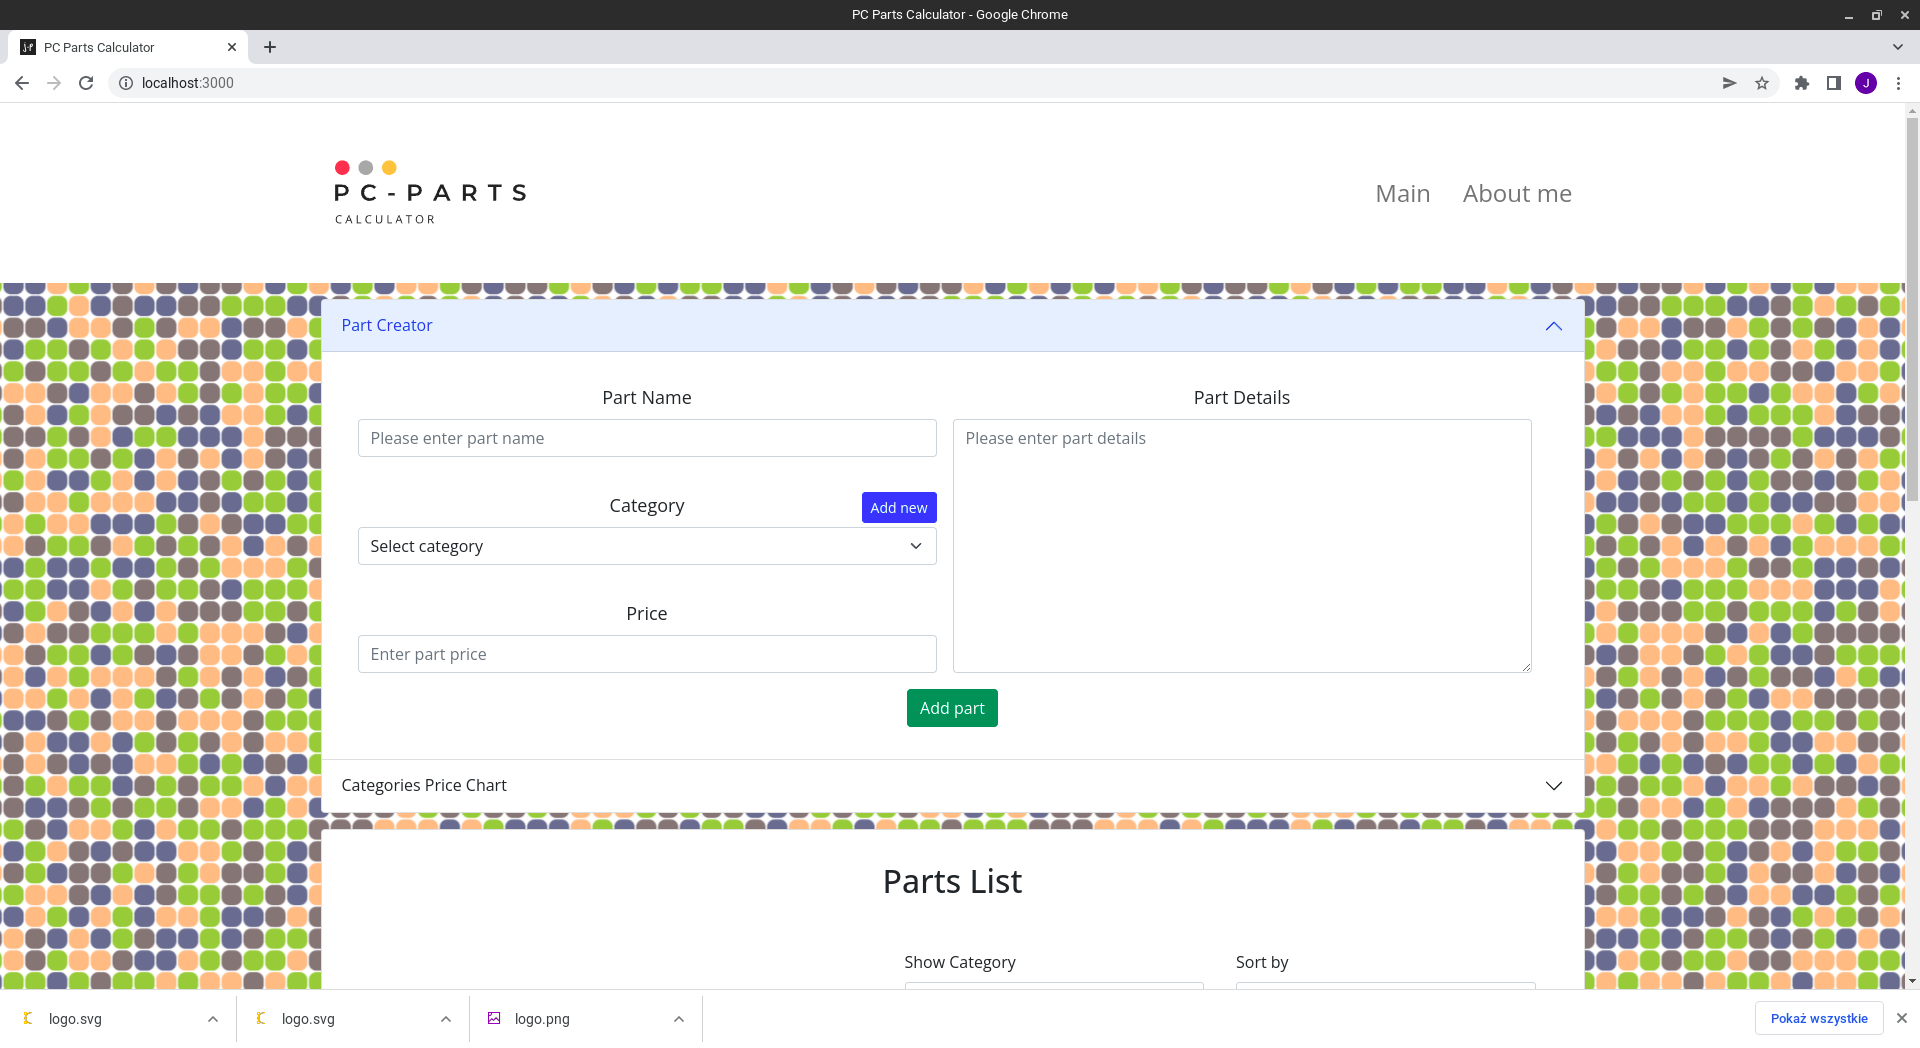 PC Parts Calculator - Google Chrome
PC Parts Calculator
localhost:3000
J
PC-PARTS
CALCULATOR
Main
About me
Part Creator
Part Name
Part Details
Please enter part name
Please enter part details
Category
Add new
Select category
Price
Enter part price
Add part
Categories Price Chart
Parts List
Show Category
Sort by
logo.svg
logo.svg
logo.png
Pokaż wszystkie